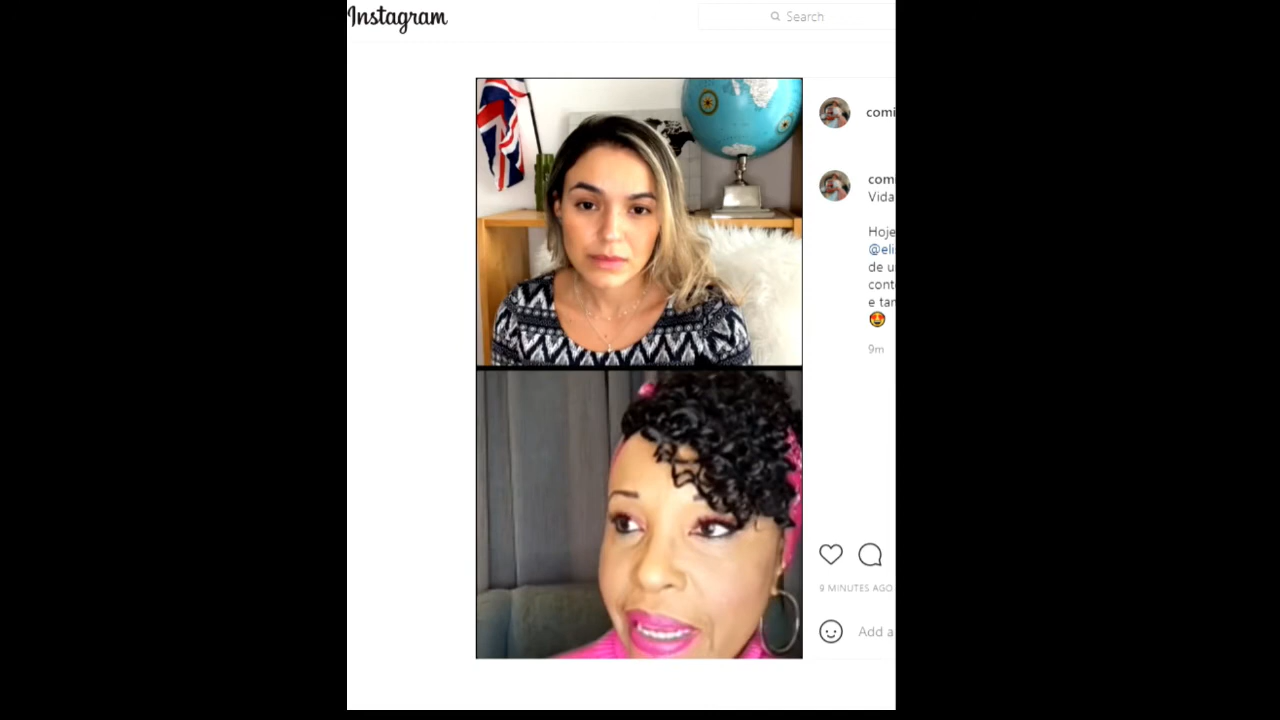 Instagram
Search
comi
com
Vida
Hoje
@eli
de u
cont
e tar
9m
9 MINUTES AGO
Add a